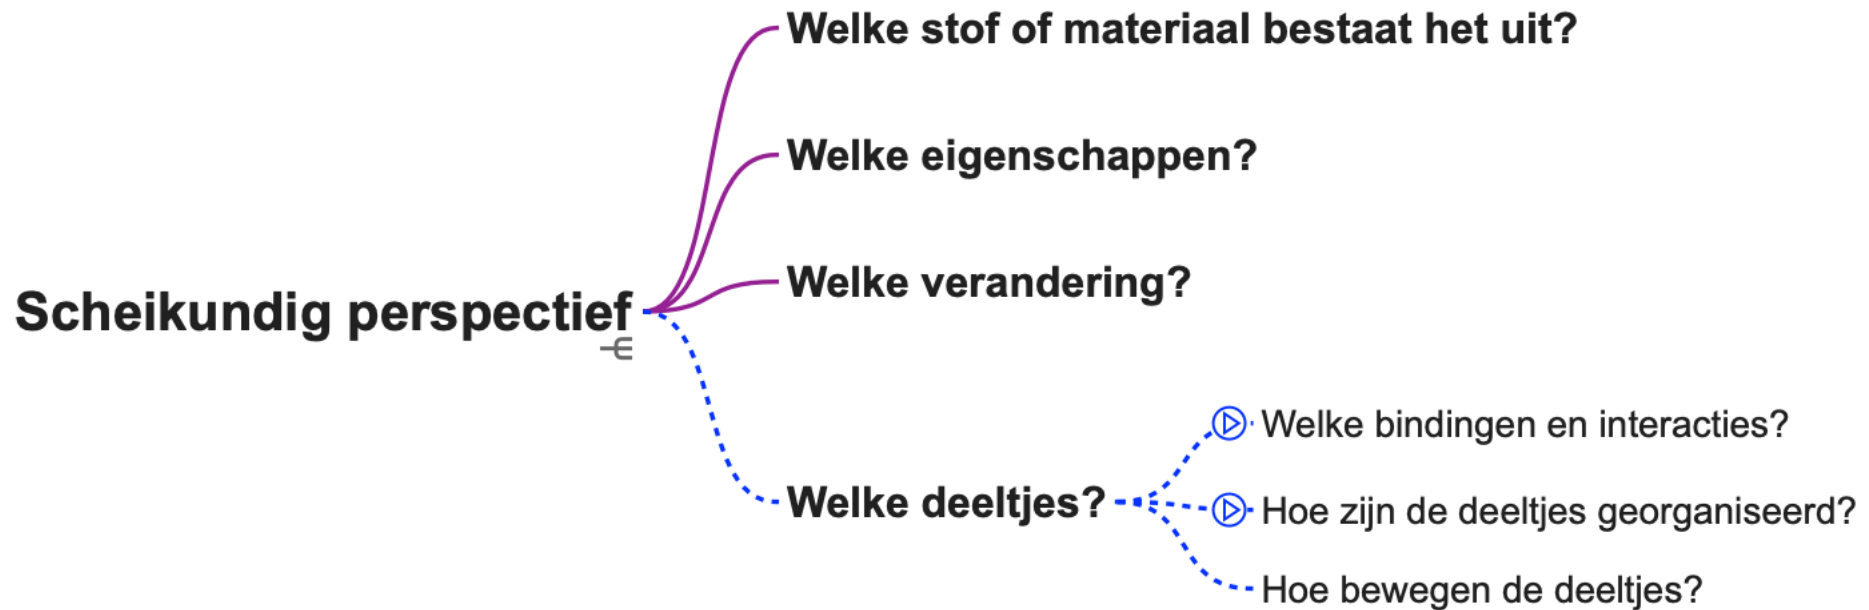 Welke stof of materiaal bestaat het uit?
Welke eigenschappen?
Welke verandering?
Scheikundig perspectief
Welke deeltjes?
Welke bindingen en interacties?
Hoe zijn de deeltjes georganiseerd?
Hoe bewegen de deeltjes?